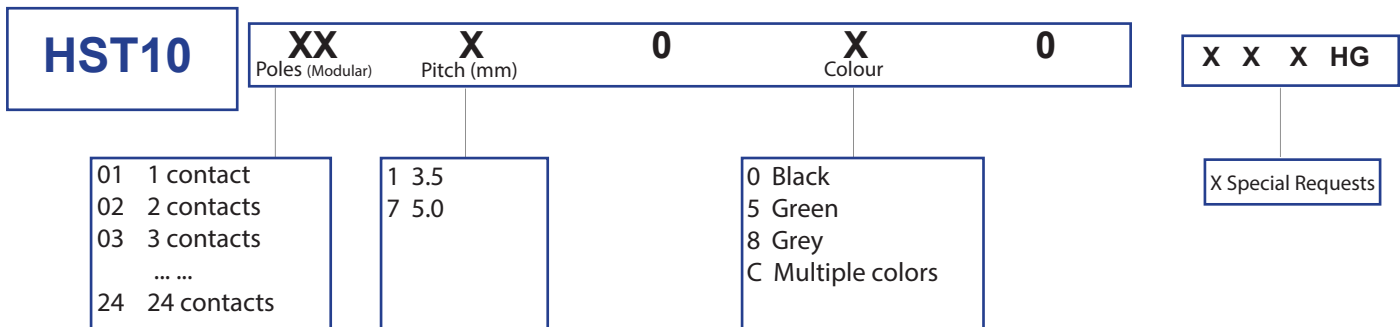 HST10
XX X 0 X 0
Poles (Modular) Pitch (mm) Colour
X X X HG
01 1 contact
02 2 contacts
03 3 contacts
... ...
24 24 contacts
1 3.5
7 5.0
0 Black
5 Green
8 Grey
C Multiple colors
X Special Requests